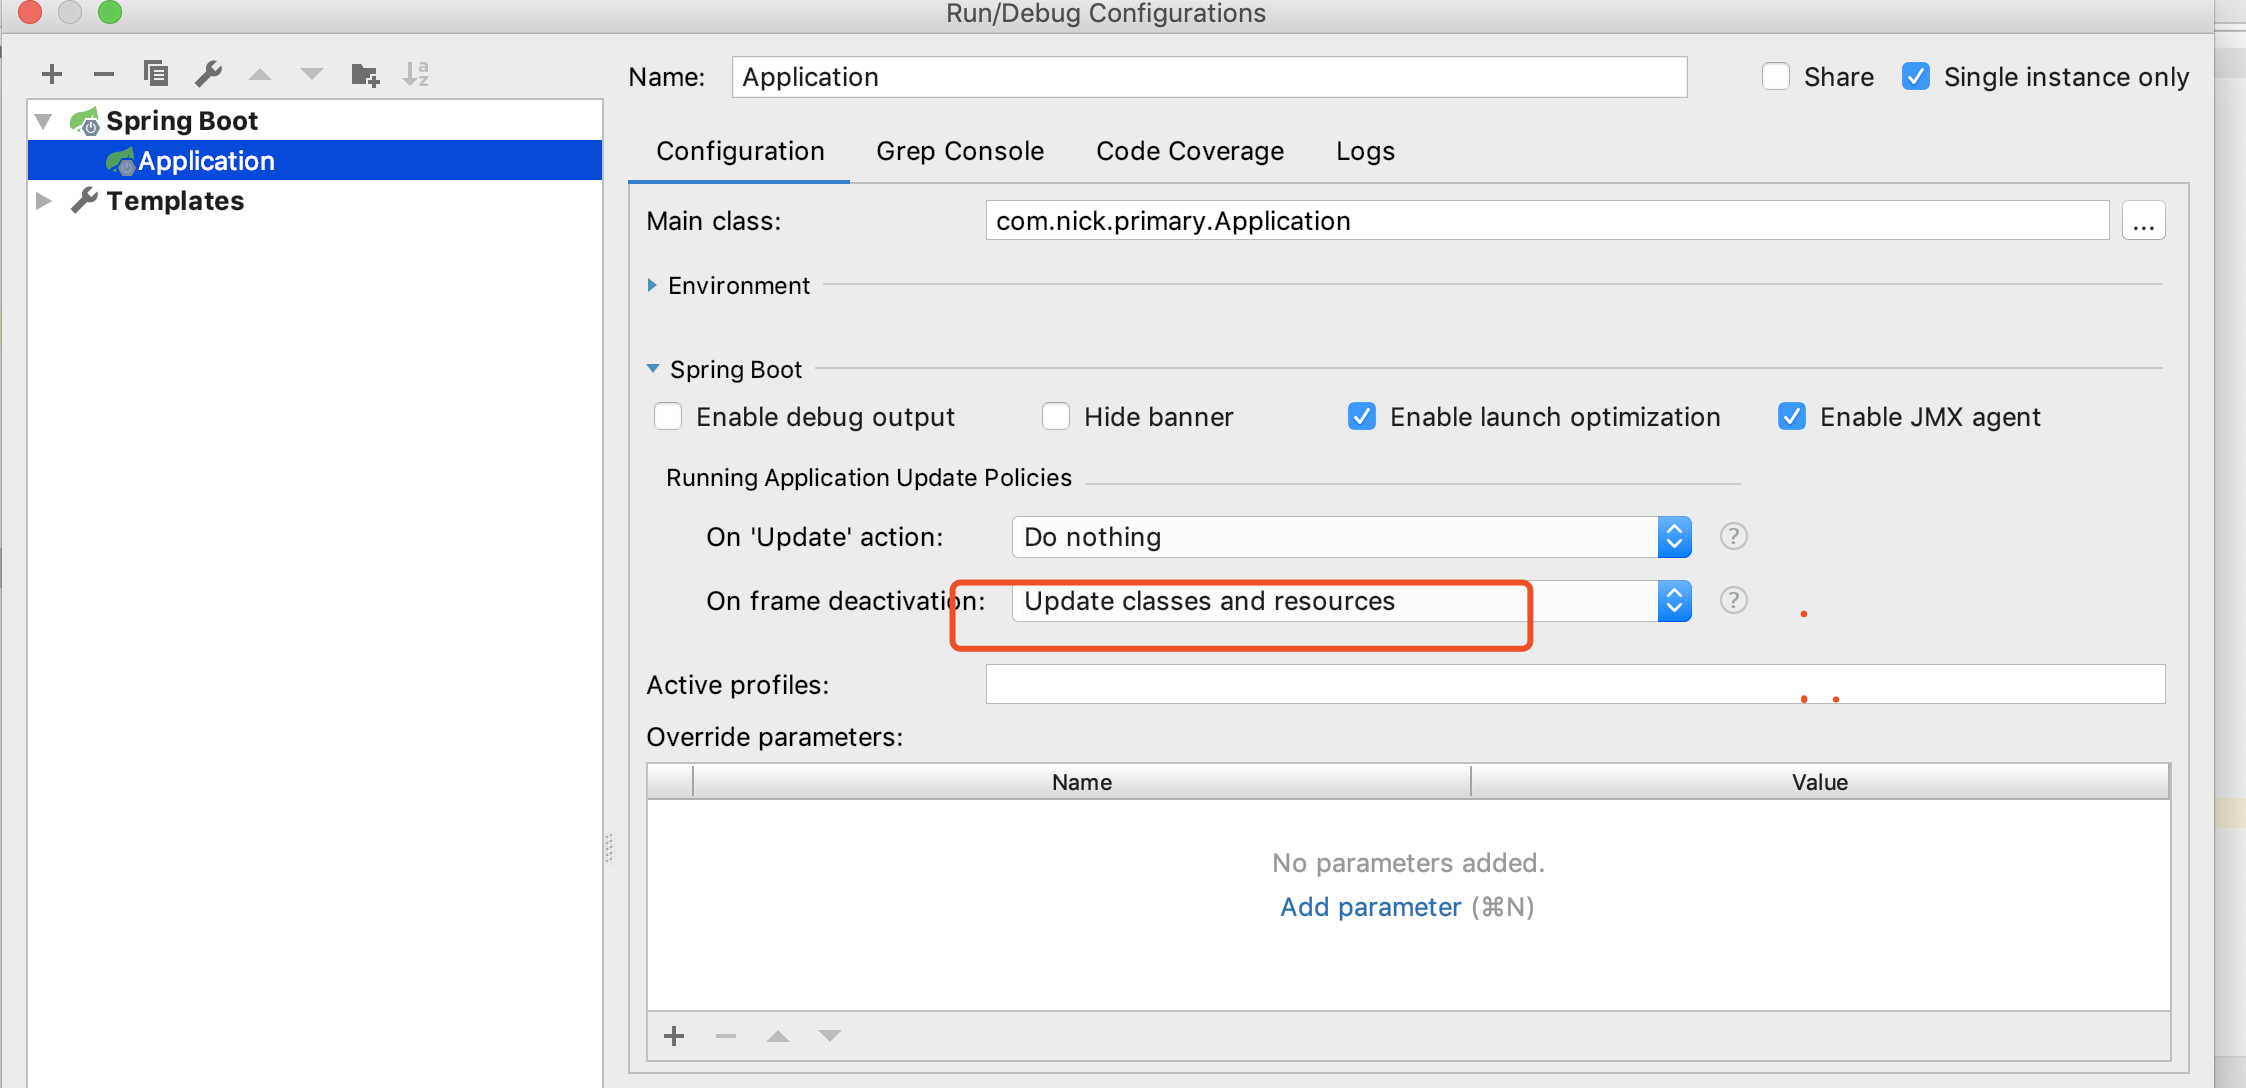 Run/Debug Configurations
Name: Application Share Single instance only
Spring Boot
Application
Templates
Configuration Grep Console Code Coverage Logs
Main class: com.nick.primary.Application ...
Environment
Spring Boot
Enable debug output Hide banner Enable launch optimization Enable JMX agent
Running Application Update Policies
On 'Update' action: Do nothing ?
On frame deactivation: Update classes and resources ?
Active profiles:
Override parameters:
Name Value
No parameters added.
Add parameter (⌘N)